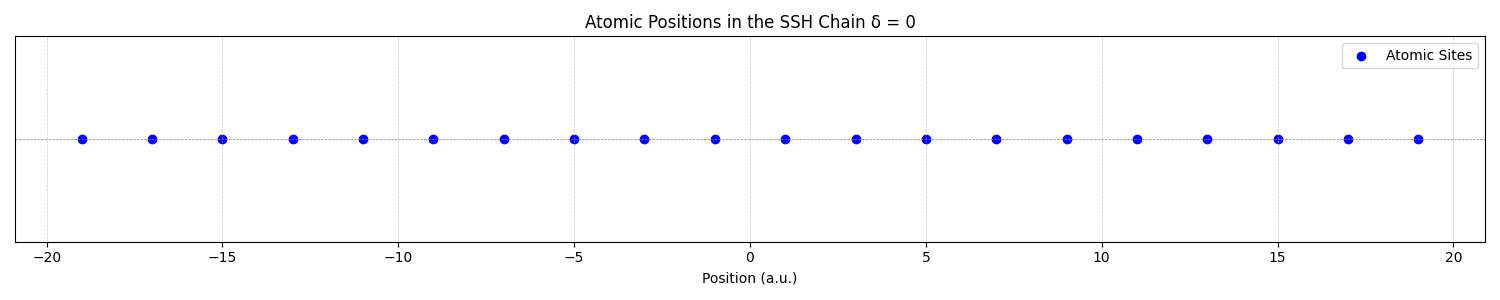 Atomic Positions in the SSH Chain δ = 0
Atomic Sites
−20 −15 −10 −5 0 5 10 15 20
Position (a.u.)